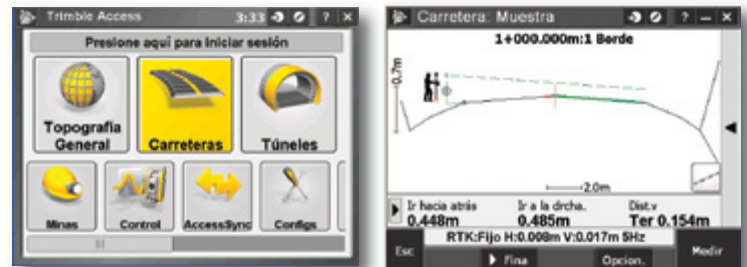 Trimble Access 3:33 ? ×
Presione aquí para iniciar sesión
Topografía General
Carreteras
Túneles
Minas
Control
AccessSync
Configs
Carretera: Muestra ? – ×
1+000.000m:1 Borde
0.7m
2.0m
Ir hacia atrás
0.448m
Ir a la drcha.
0.485m
Dist.v
Ter 0.154m
RTK:Fijo H:0.008m V:0.017m 5Hz
Esc
Fina
Opcion.
Medir